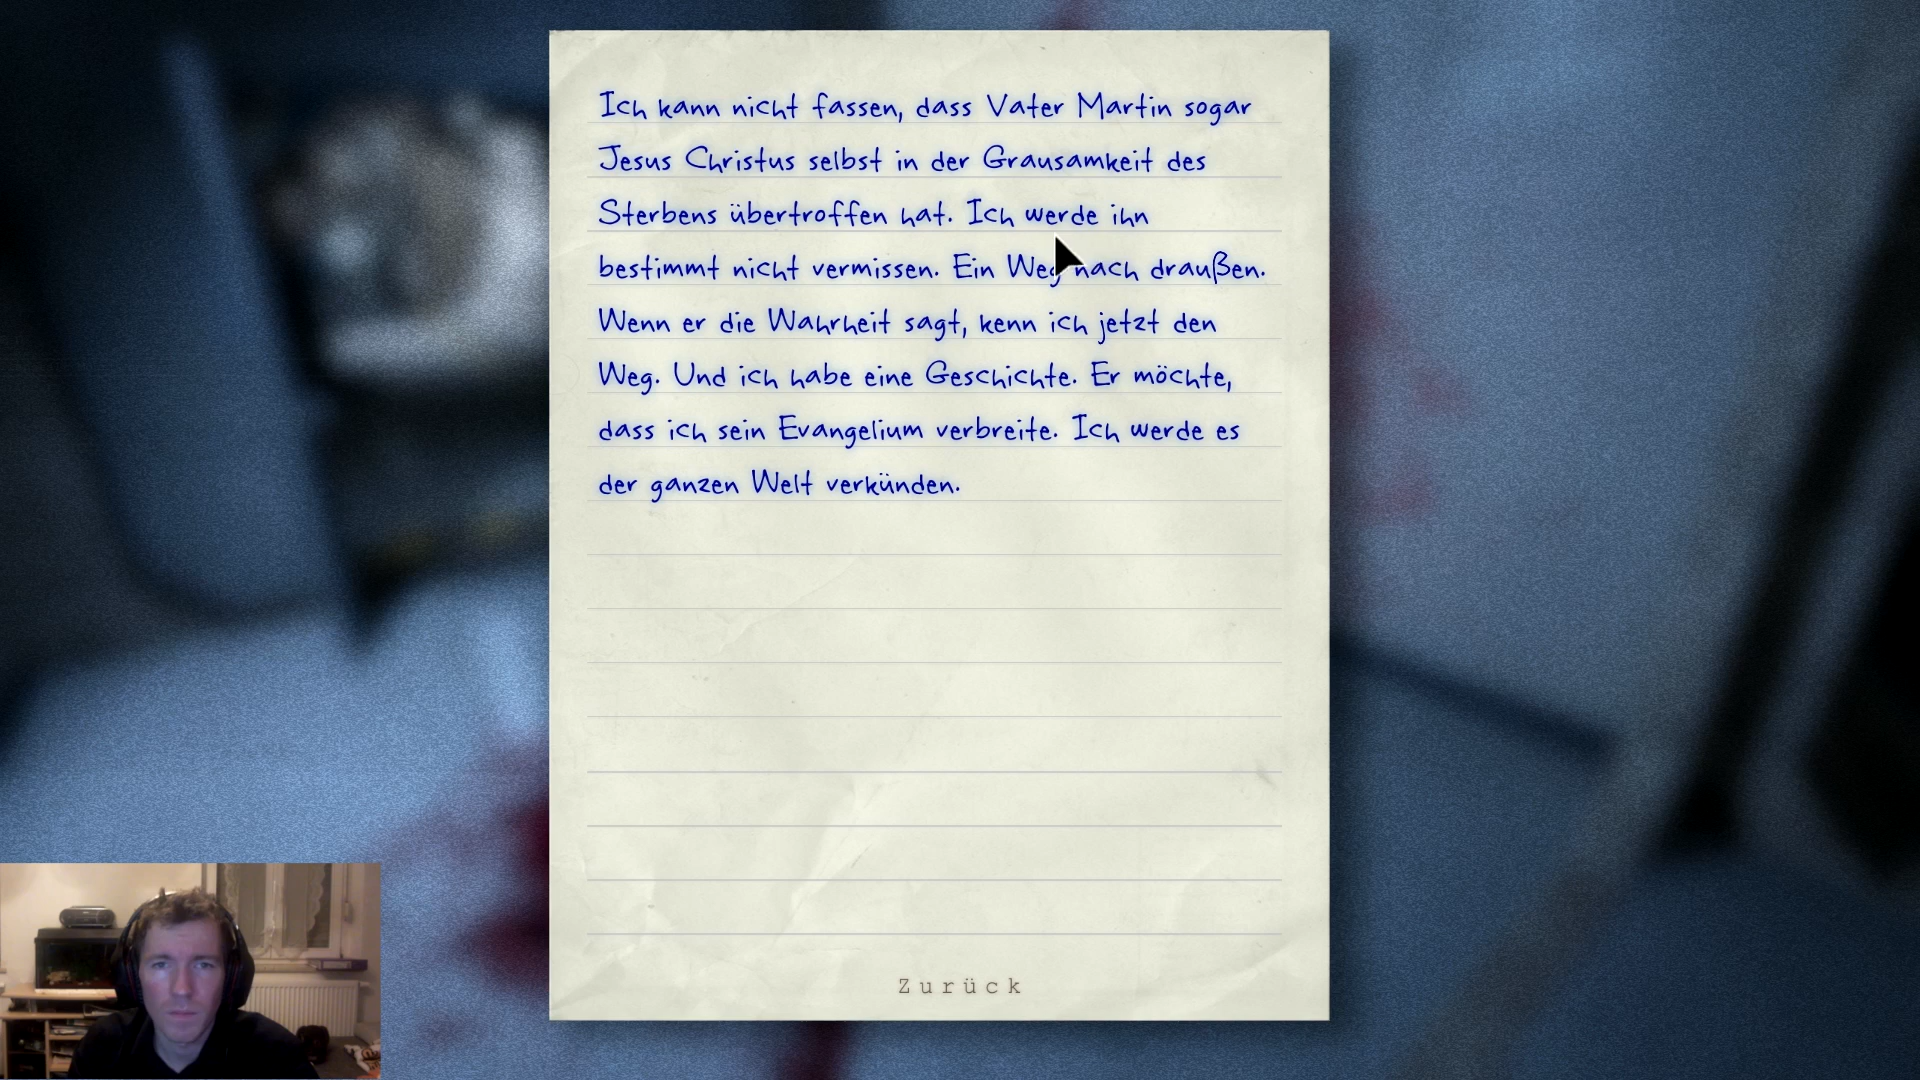 Ich kann nicht fassen, dass Vater Martin sogar
Jesus Christus selbst in der Grausamkeit des
Sterbens übertroffen hat. Ich werde ihn
bestimmt nicht vermissen. Ein Weg nach draußen.
Wenn er die Wahrheit sagt, kenn ich jetzt den
Weg. Und ich habe eine Geschichte. Er möchte,
dass ich sein Evangelium verbreite. Ich werde es
der ganzen Welt verkünden.
Zurück